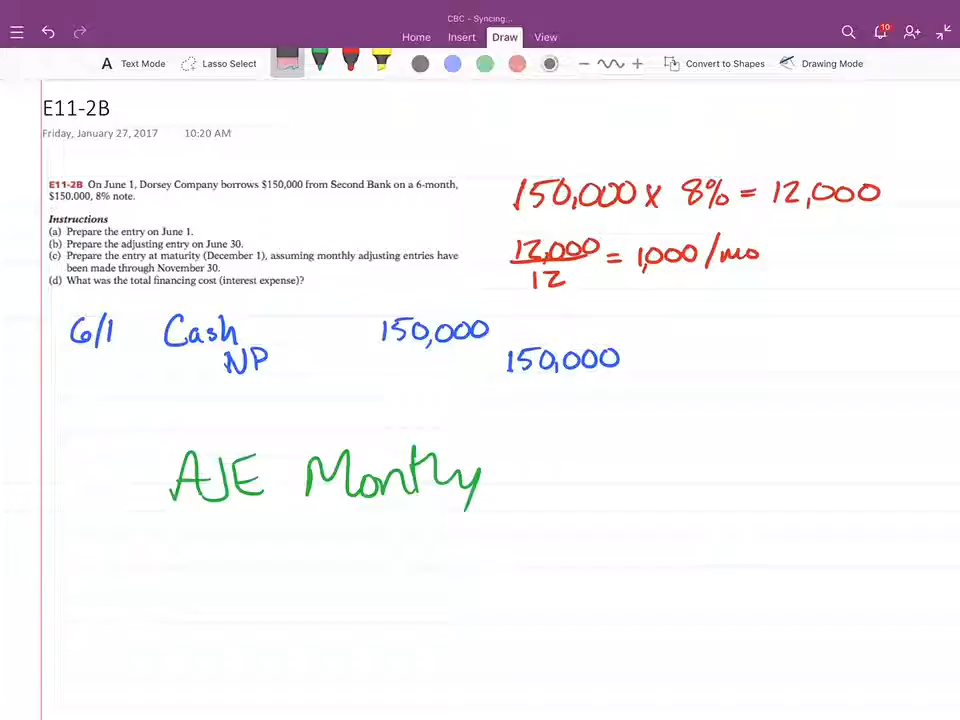 CBC - Syncing...
Home Insert Draw View
10
A Text Mode Lasso Select Convert to Shapes Drawing Mode
E11-2B
Friday, January 27, 2017 10:20 AM
E11-2B On June 1, Dorsey Company borrows $150,000 from Second Bank on a 6-month,
$150,000, 8% note.
Instructions
(a) Prepare the entry on June 1.
(b) Prepare the adjusting entry on June 30.
(c) Prepare the entry at maturity (December 1), assuming monthly adjusting entries have
been made through November 30.
(d) What was the total financing cost (interest expense)?
150,000 x 8% = 12,000
12,000
12
= 1,000/mo
6/1 Cash 150,000
NP 150,000
AJE Monthly